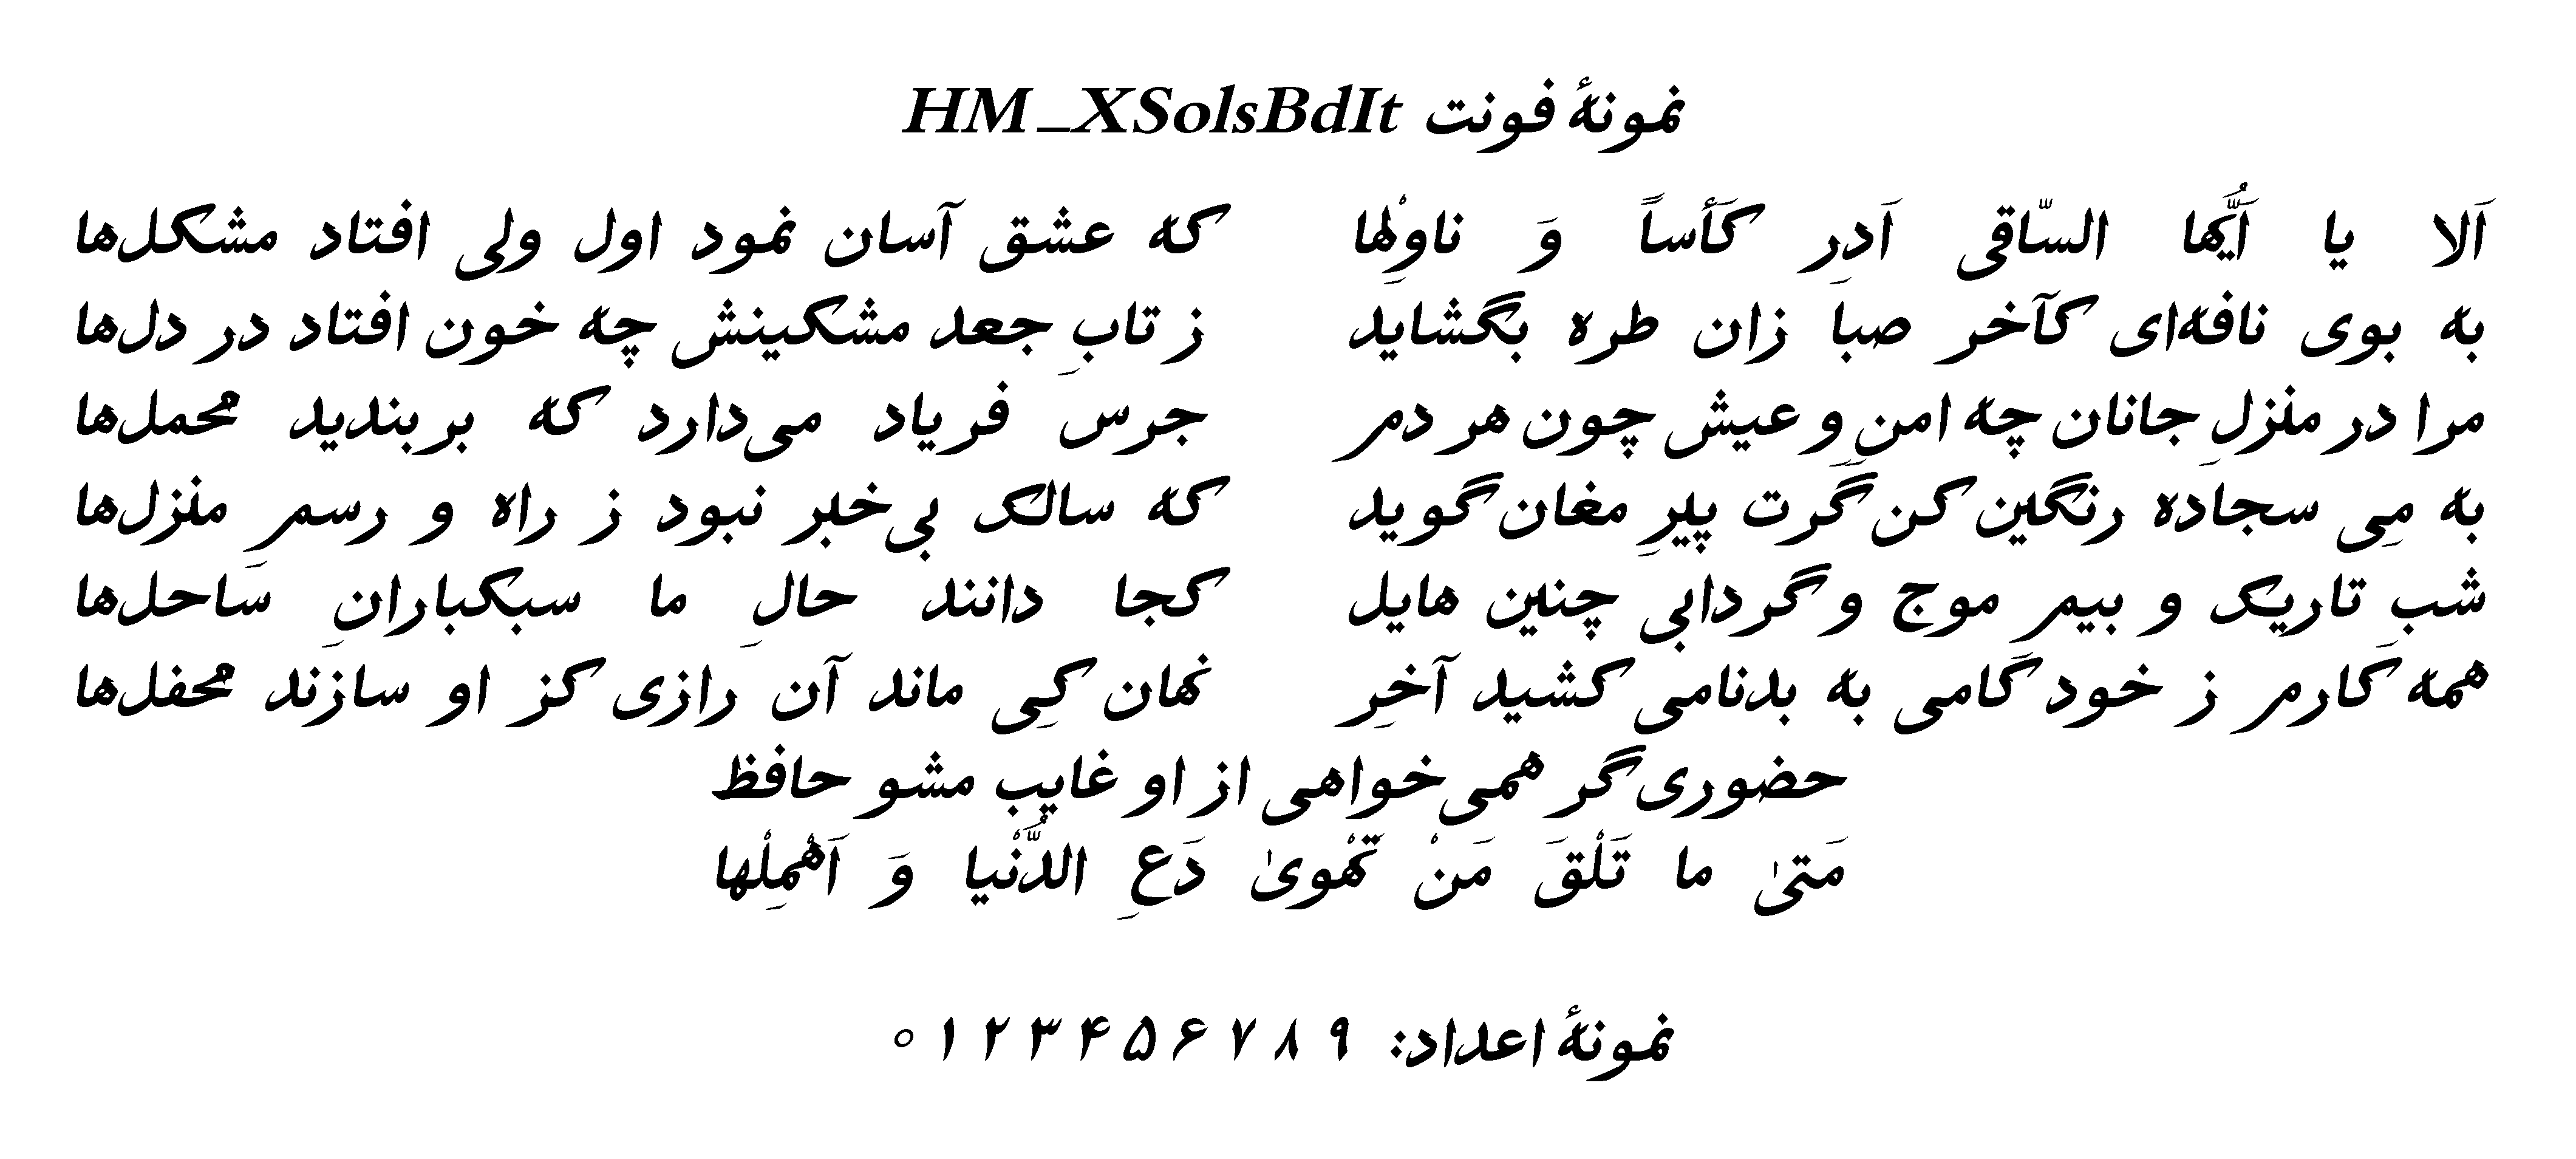 نمونهٔ فونت HM_XSolsBdIt
اَلا یا اَیُّها السّاقی اَدِر کَأساً وَ ناوِلْها که عشق آسان نمود اول ولی افتاد مشکل‌ها
به بوی نافه‌ای کآخر صبا زان طره بگشاید ز تابِ جعد مشکینش چه خون افتاد در دل‌ها
مرا در منزلِ جانان چه امنِ و عیش چون هر دم جرس فریاد می‌دارد که بربندید محمل‌ها
به مِی سجاده رنگین کن گَرت پیرِ مغان گوید که سالک بی‌خبر نبود ز راه و رسمِ منزل‌ها
شبِ تاریک و بیم موج و گردابی چنین هایل کجا دانند حالِ ما سبکبارانِ ساحل‌ها
همه کارم ز خود کامی به بدنامی کشید آخِر نهان کِی ماند آن رازی کز او سازند محفل‌ها
حضوری گر همی‌خواهی از او غایب مشو حافظ
مَتیٰ ما تَلْقَ مَنْ تَهْویٰ دَعِ الدُّنْیا وَ اَهْمِلْها
نمونهٔ اعداد: ۹ ۸ ۷ ۶ ۵ ۴ ۳ ۲ ۱ ۰